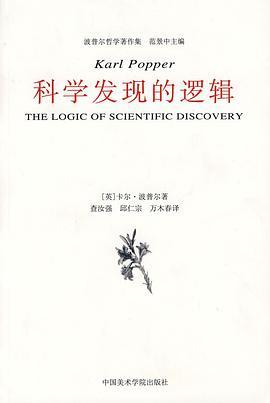 波普尔哲学著作集 范景中主编
Karl Popper
科学发现的逻辑
THE LOGIC OF SCIENTIFIC DISCOVERY
[英]卡尔·波普尔著
查汝强 邱仁宗 万木春译
中国美术学院出版社